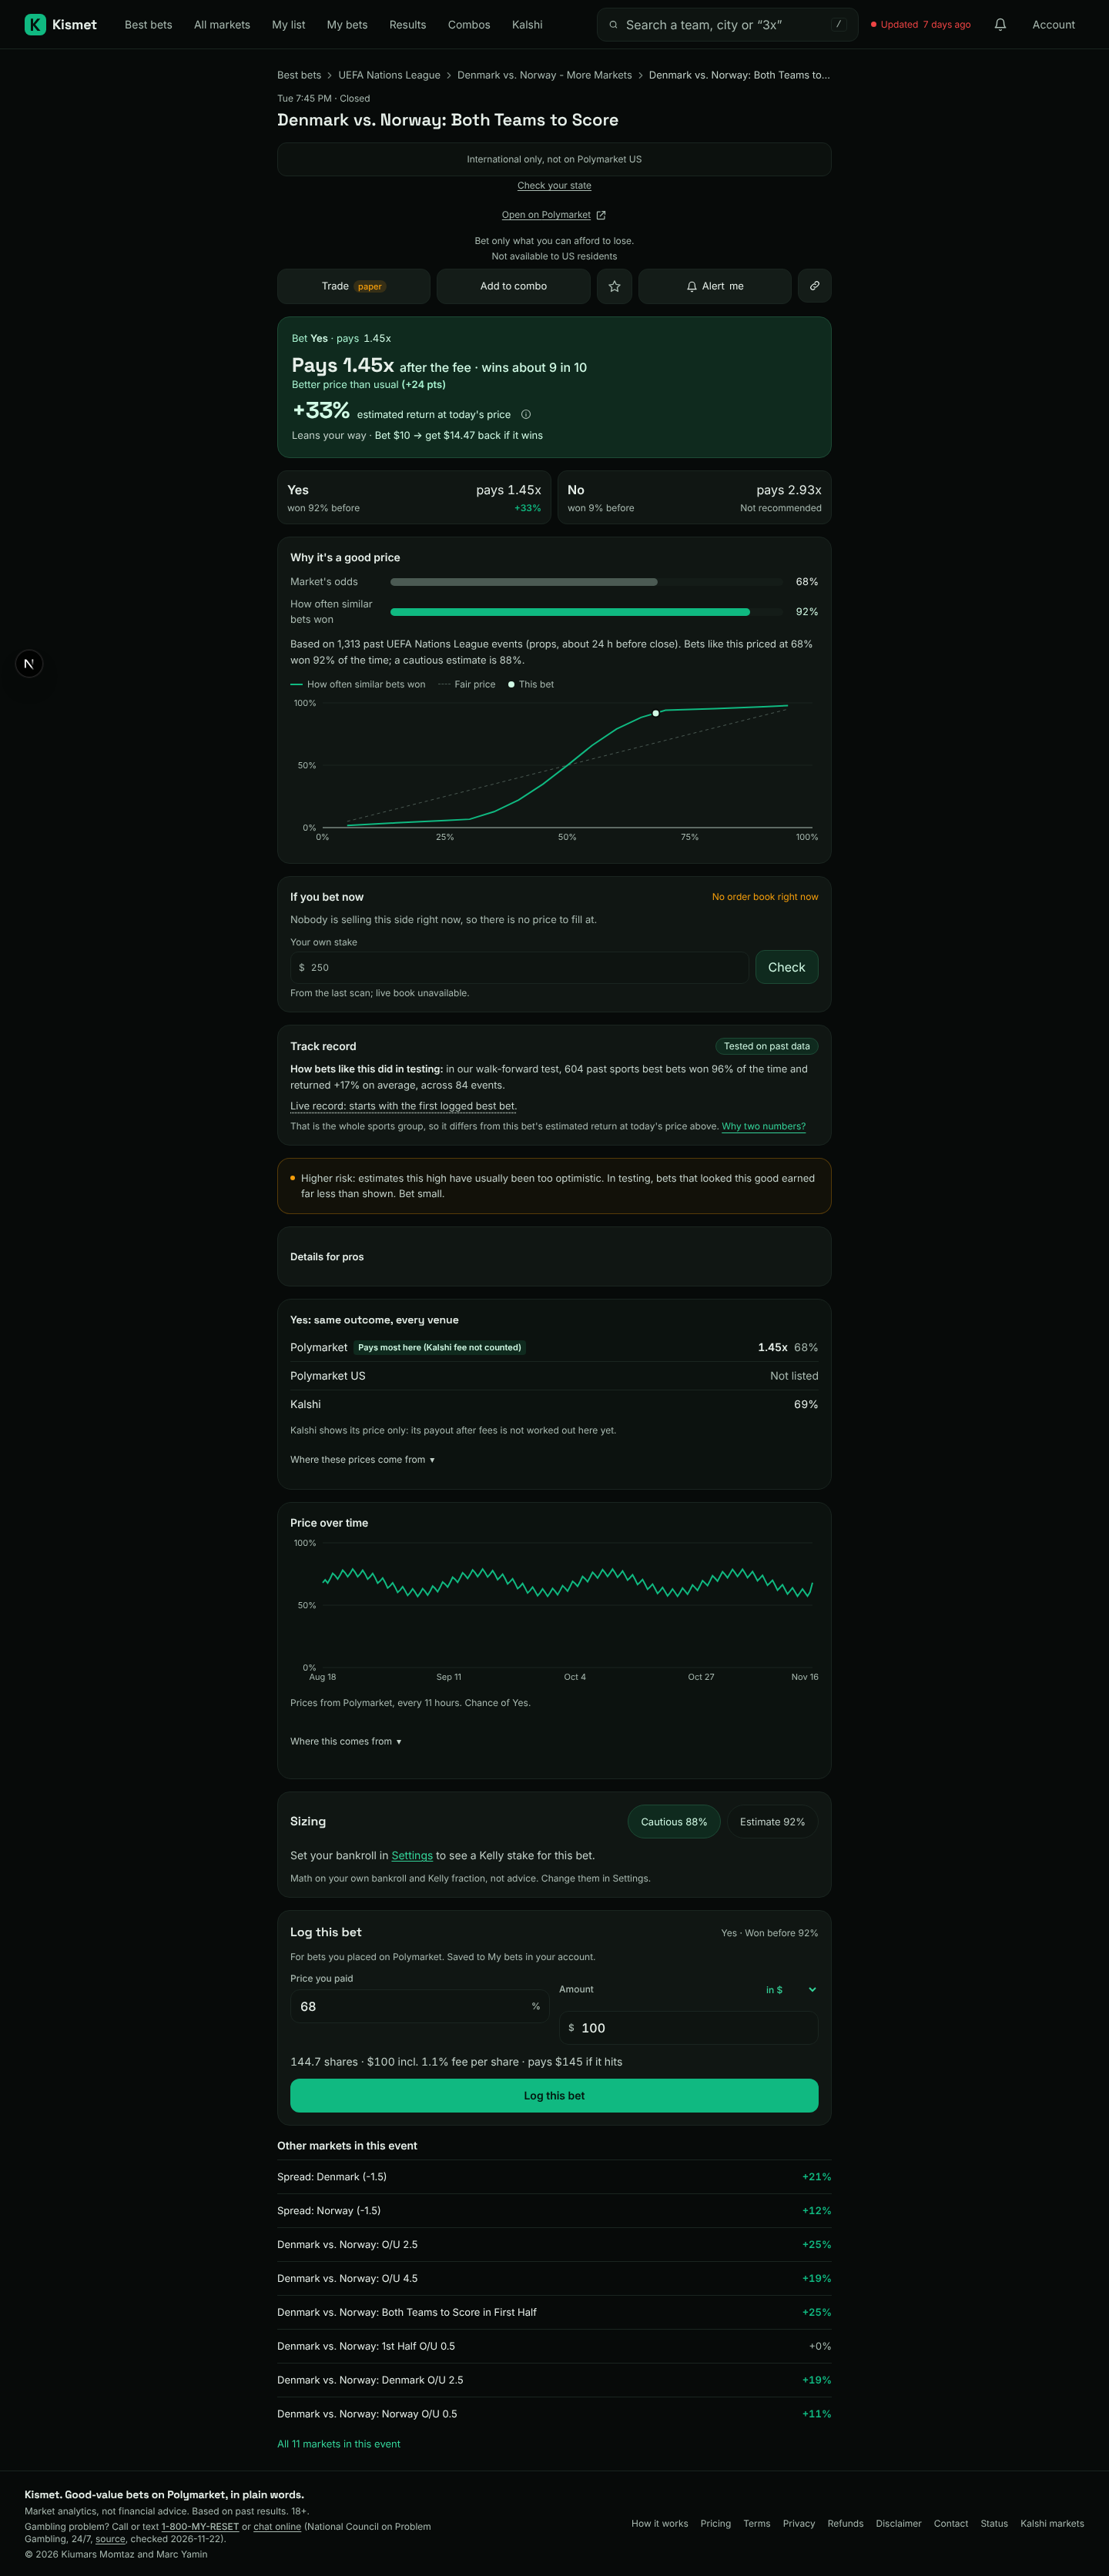 K Kismet
Best bets
All markets
My list
My bets
Results
Combos
Kalshi
Search a team, city or “3x”
/
Updated 7 days ago
Account
Best bets > UEFA Nations League > Denmark vs. Norway - More Markets > Denmark vs. Norway: Both Teams to...
Tue 7:45 PM · Closed
Denmark vs. Norway: Both Teams to Score
International only, not on Polymarket US
Check your state
Open on Polymarket
Bet only what you can afford to lose.
Not available to US residents
Trade paper
Add to combo
Alert me
Bet Yes · pays 1.45x
Pays 1.45x after the fee · wins about 9 in 10
Better price than usual (+24 pts)
+33% estimated return at today's price
Leans your way · Bet $10 → get $14.47 back if it wins
Yes pays 1.45x
won 92% before +33%
No pays 2.93x
won 9% before Not recommended
Why it's a good price
Market's odds 68%
How often similar
bets won 92%
Based on 1,313 past UEFA Nations League events (props, about 24 h before close). Bets like this priced at 68%
won 92% of the time; a cautious estimate is 88%.
How often similar bets won
Fair price
This bet
100%
50%
0%
0% 25% 50% 75% 100%
N
If you bet now
No order book right now
Nobody is selling this side right now, so there is no price to fill at.
Your own stake
$ 250
Check
From the last scan; live book unavailable.
Track record
Tested on past data
How bets like this did in testing: in our walk-forward test, 604 past sports best bets won 96% of the time and
returned +17% on average, across 84 events.
Live record: starts with the first logged best bet.
That is the whole sports group, so it differs from this bet's estimated return at today's price above. Why two numbers?
Higher risk: estimates this high have usually been too optimistic. In testing, bets that looked this good earned
far less than shown. Bet small.
Details for pros
Yes: same outcome, every venue
Polymarket Pays most here (Kalshi fee not counted) 1.45x 68%
Polymarket US Not listed
Kalshi 69%
Kalshi shows its price only: its payout after fees is not worked out here yet.
Where these prices come from ▾
Price over time
100%
50%
0%
Aug 18 Sep 11 Oct 4 Oct 27 Nov 16
Prices from Polymarket, every 11 hours. Chance of Yes.
Where this comes from ▾
Sizing
Cautious 88%
Estimate 92%
Set your bankroll in Settings to see a Kelly stake for this bet.
Math on your own bankroll and Kelly fraction, not advice. Change them in Settings.
Log this bet
Yes · Won before 92%
For bets you placed on Polymarket. Saved to My bets in your account.
Price you paid
68 %
Amount
in $
$ 100
144.7 shares · $100 incl. 1.1% fee per share · pays $145 if it hits
Log this bet
Other markets in this event
Spread: Denmark (-1.5) +21%
Spread: Norway (-1.5) +12%
Denmark vs. Norway: O/U 2.5 +25%
Denmark vs. Norway: O/U 4.5 +19%
Denmark vs. Norway: Both Teams to Score in First Half +25%
Denmark vs. Norway: 1st Half O/U 0.5 +0%
Denmark vs. Norway: Denmark O/U 2.5 +19%
Denmark vs. Norway: Norway O/U 0.5 +11%
All 11 markets in this event
Kismet. Good-value bets on Polymarket, in plain words.
Market analytics, not financial advice. Based on past results. 18+.
Gambling problem? Call or text 1-800-MY-RESET or chat online (National Council on Problem
Gambling, 24/7, source, checked 2026-11-22).
© 2026 Kiumars Momtaz and Marc Yamin
How it works
Pricing
Terms
Privacy
Refunds
Disclaimer
Contact
Status
Kalshi markets